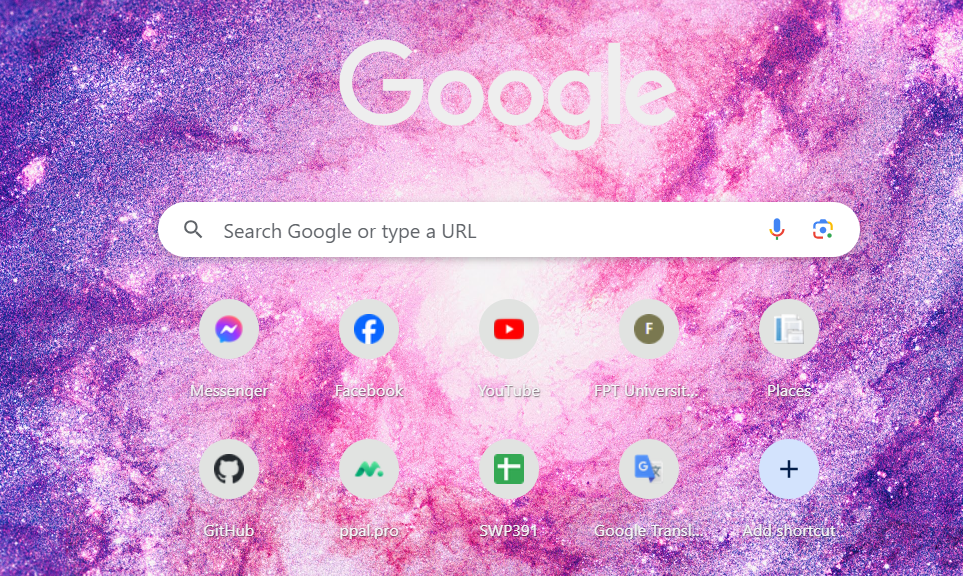 Google
Search Google or type a URL
Messenger
Facebook
YouTube
F
FPT Universit...
Places
GitHub
ppal.pro
SWP391
G
Google Transl...
Add shortcut